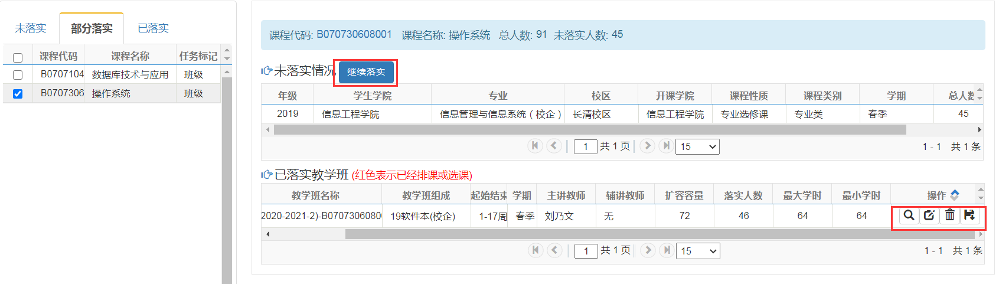 未落实 部分落实 已落实
课程代码 课程名称 任务标记
B0707104 数据库技术与应用 班级
B0707306 操作系统 班级
课程代码: B070730608001 课程名称: 操作系统 总人数: 91 未落实人数: 45
未落实情况 继续落实
年级 学生学院 专业 校区 开课学院 课程性质 课程类别 学期 总人数
2019 信息工程学院 信息管理与信息系统（校企） 长清校区 信息工程学院 专业选修课 专业类 春季 45
1 共 1 页 15 1 - 1 共 1 条
已落实教学班 (红色表示已经排课或选课)
教学班名称 教学班组成 起始结束 学期 主讲教师 辅讲教师 扩容容量 落实人数 最大学时 最小学时 操作
2020-2021-2)-B070730608001 19软件本(校企) 1-17周 春季 刘乃文 无 72 46 64 64
1 共 1 页 15 1 - 1 共 1 条